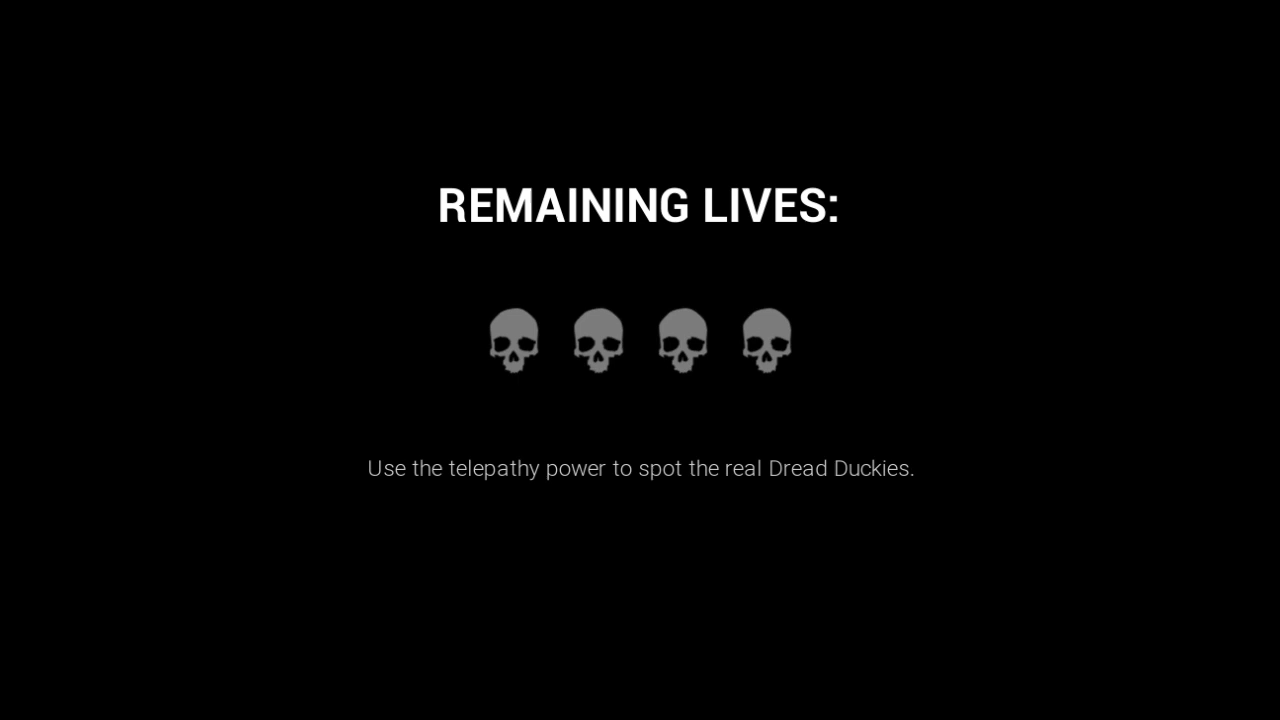 REMAINING LIVES:
Use the telepathy power to spot the real Dread Duckies.